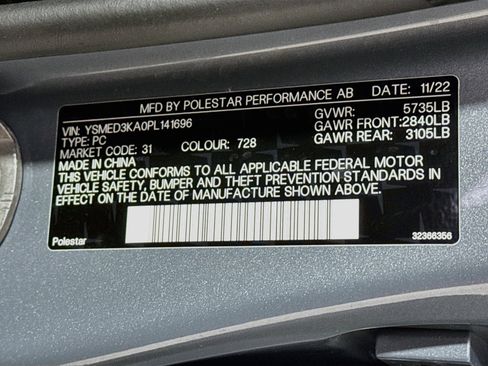 MFD BY POLESTAR PERFORMANCE AB DATE: 11/22
VIN: YSMED3KA0PL141696 GVWR: 5735LB
TYPE: PC GAWR FRONT: 2840LB
MARKET CODE: 31 COLOUR: 728 GAWR REAR: 3105LB
MADE IN CHINA
THIS VEHICLE CONFORMS TO ALL APPLICABLE FEDERAL MOTOR
VEHICLE SAFETY, BUMPER AND THEFT PREVENTION STANDARDS IN
EFFECT ON THE DATE OF MANUFACTURE SHOWN ABOVE.
Polestar 32366356